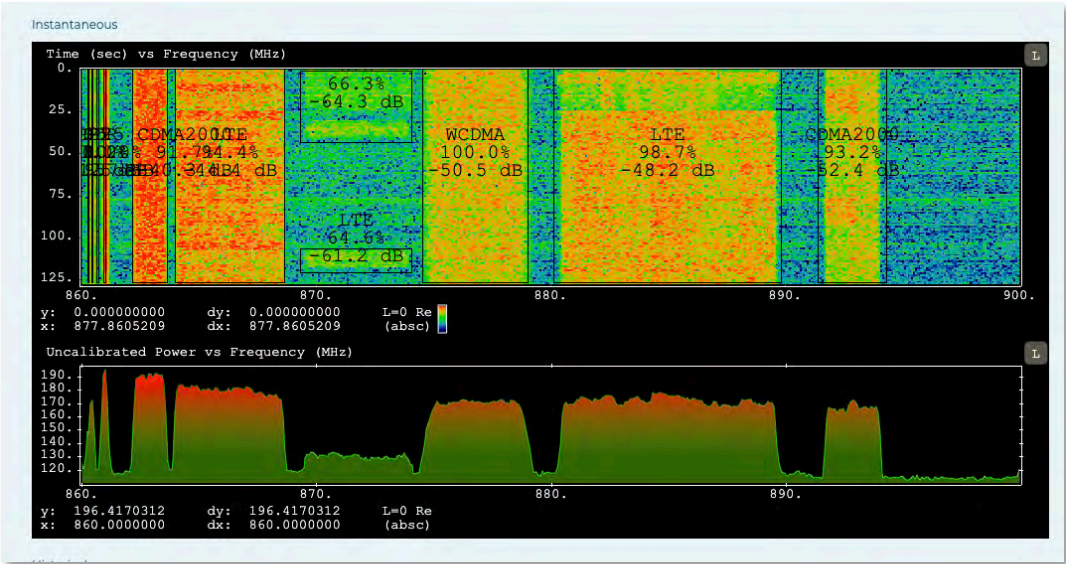 Instantaneous
Time (sec) vs Frequency (MHz)
L
0.
66.3%
-64.3 dB
25.
CDMA2000 LTE WCDMA LTE CDMA2000
50. 100.0% 98.7% 93.2%
-50.5 dB -48.2 dB -52.4 dB
75.
LTE
100. 64.6%
-61.2 dB
125.
860. 870. 880. 890. 900.
y: 0.000000000 dy: 0.000000000 L=0 Re
x: 877.8605209 dx: 877.8605209 (absc)
Uncalibrated Power vs Frequency (MHz)
L
190.
180.
170.
160.
150.
140.
130.
120.
860. 870. 880. 890.
y: 196.4170312 dy: 196.4170312 L=0 Re
x: 860.0000000 dx: 860.0000000 (absc)